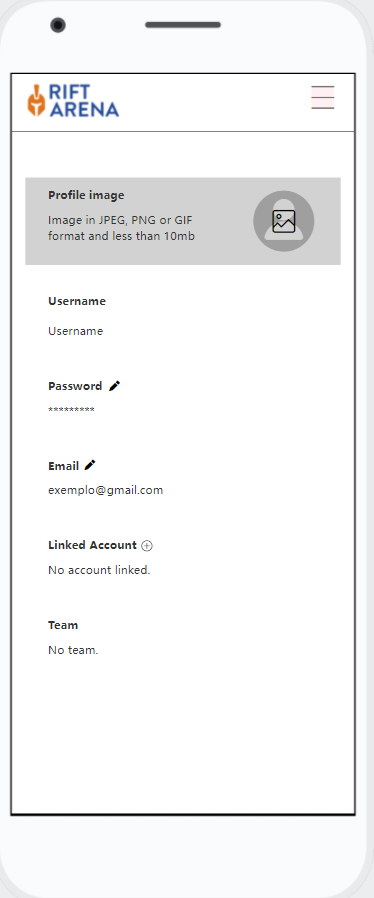 RIFT
ARENA
Profile image
Image in JPEG, PNG or GIF
format and less than 10mb
Username
Username
Password
*********
Email
exemplo@gmail.com
Linked Account
No account linked.
Team
No team.